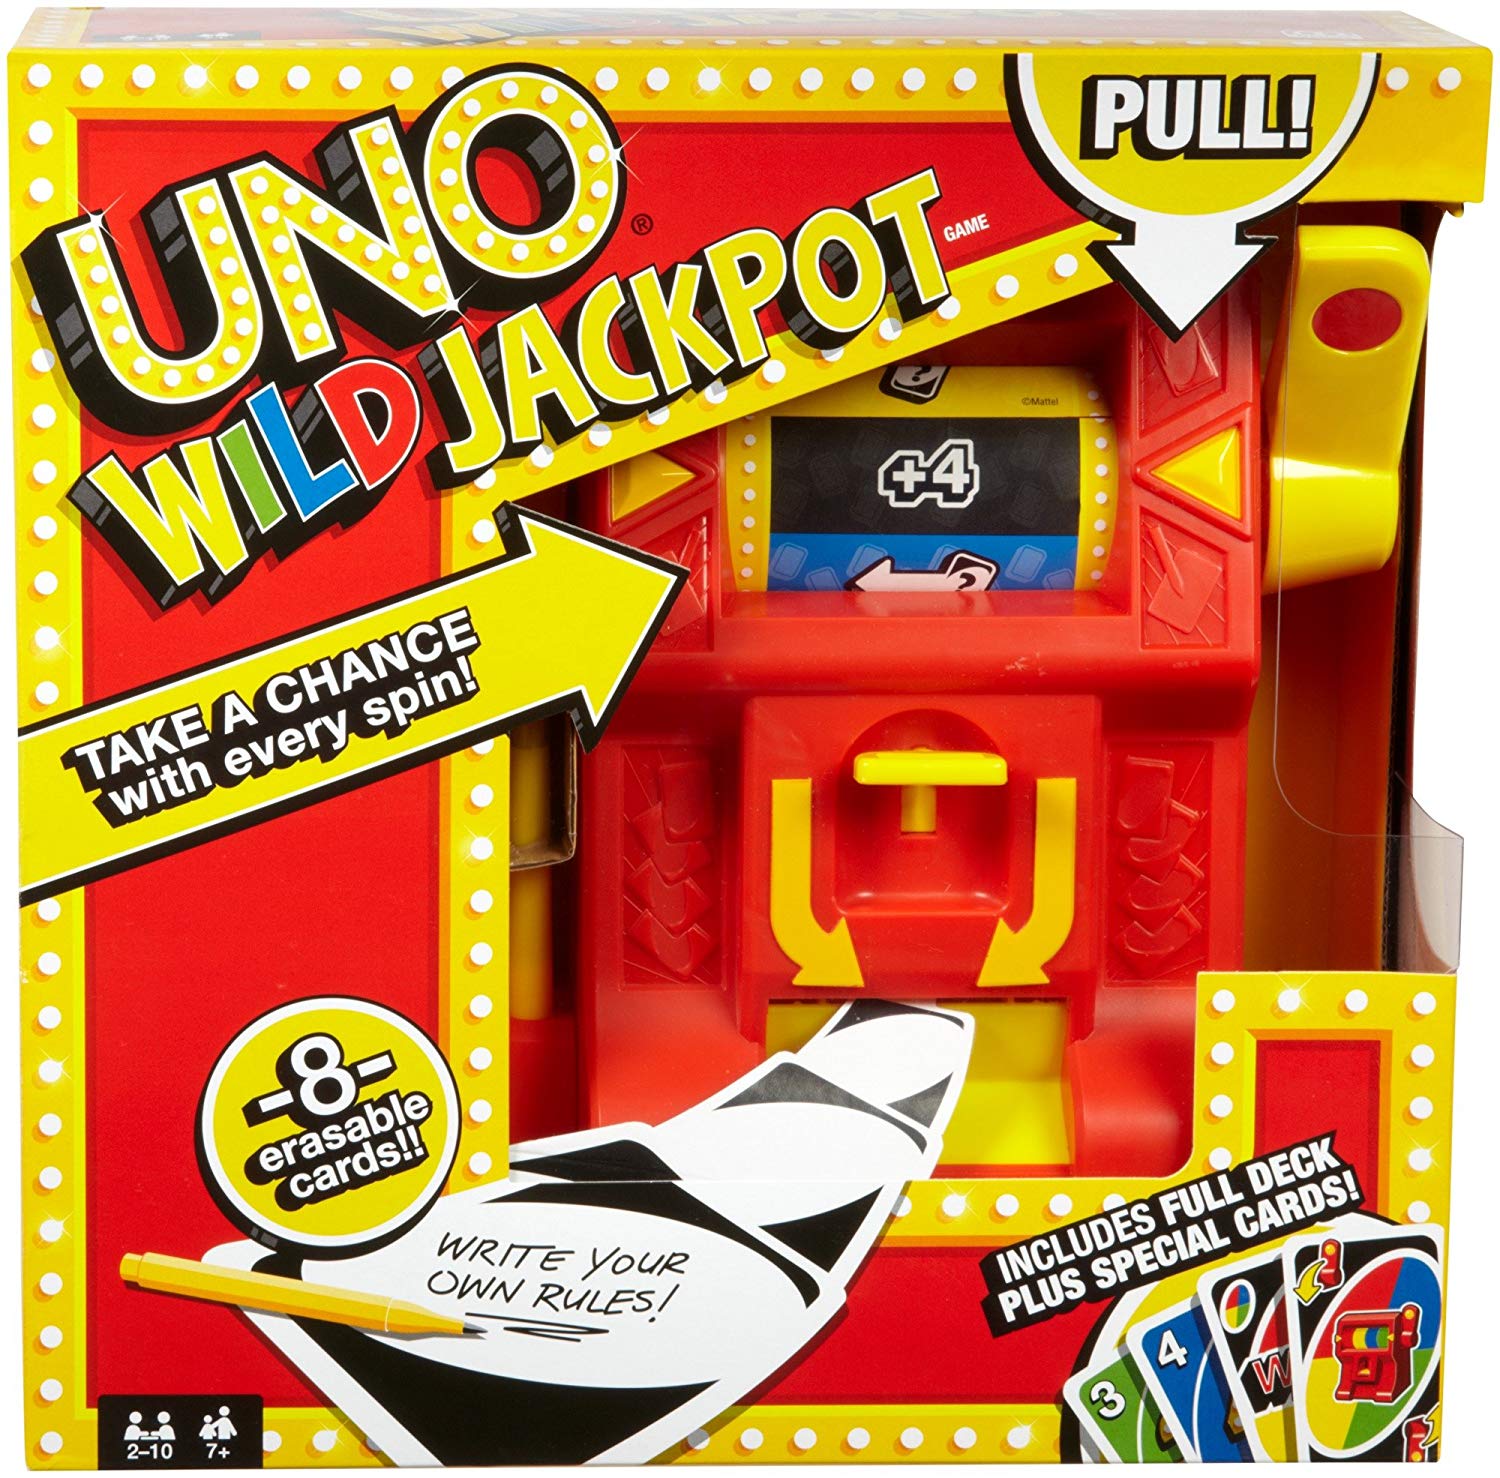 PULL!
UNO®
WILD JACKPOT GAME
©Mattel
+4
?
?
TAKE A CHANCE
with every spin!
-8-
erasable
cards!!
WRITE YOUR
OWN RULES!
INCLUDES FULL DECK
PLUS SPECIAL CARDS!
3
4
W
2-10
7+